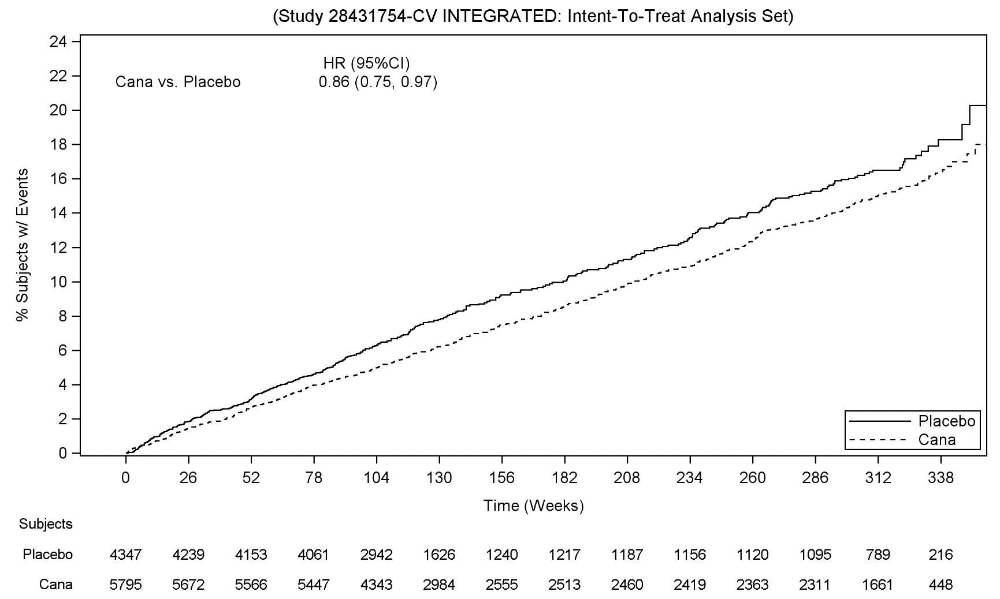 (Study 28431754-CV INTEGRATED: Intent-To-Treat Analysis Set)
24
22
20
18
16
14
12
10
8
6
4
2
0
% Subjects w/ Events
HR (95%CI)
Cana vs. Placebo 0.86 (0.75, 0.97)
Placebo
Cana
0 26 52 78 104 130 156 182 208 234 260 286 312 338
Time (Weeks)
Subjects
Placebo 4347 4239 4153 4061 2942 1626 1240 1217 1187 1156 1120 1095 789 216
Cana 5795 5672 5566 5447 4343 2984 2555 2513 2460 2419 2363 2311 1661 448